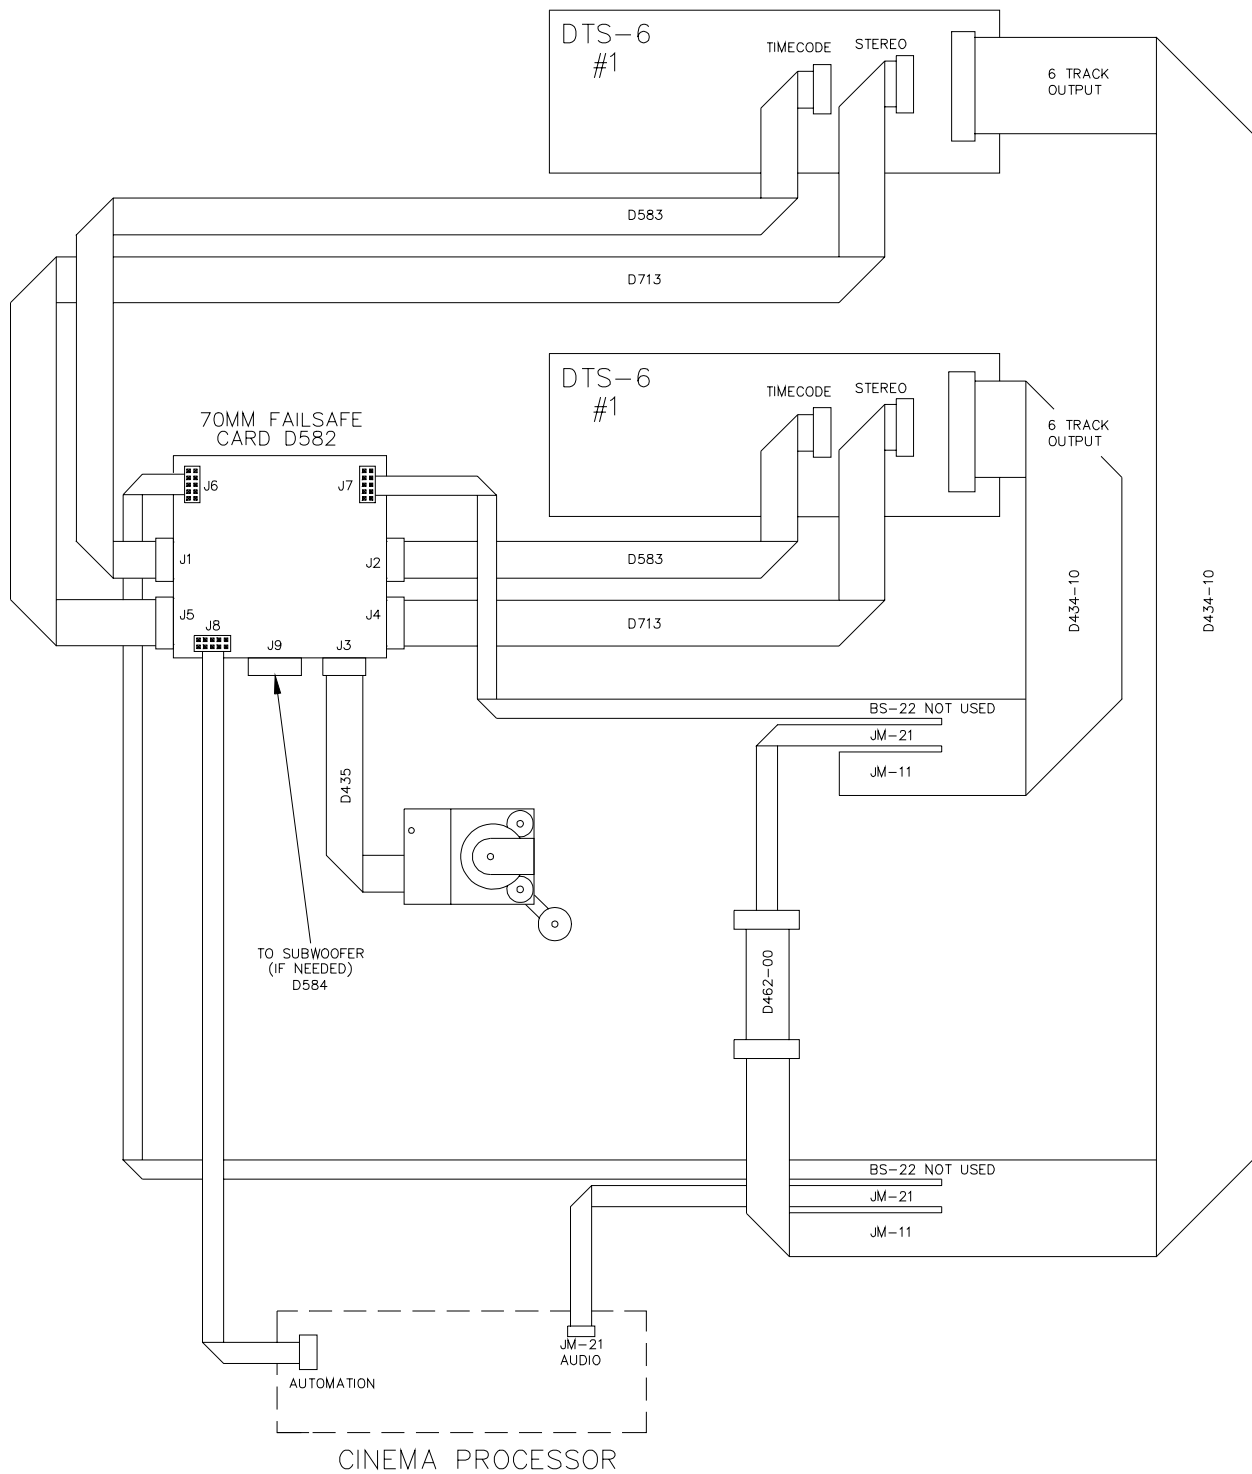 DTS-6
#1
TIMECODE
STEREO
6 TRACK
OUTPUT
D583
D713
DTS-6
#1
TIMECODE
STEREO
6 TRACK
OUTPUT
70MM FAILSAFE
CARD D582
J6
J7
J1
J2
J5
J4
J8
J9
J3
D583
D713
D434-10
D434-10
BS-22 NOT USED
JM-21
JM-11
D435
TO SUBWOOFER
(IF NEEDED)
D584
D462-00
BS-22 NOT USED
JM-21
JM-11
JM-21
AUDIO
AUTOMATION
CINEMA PROCESSOR